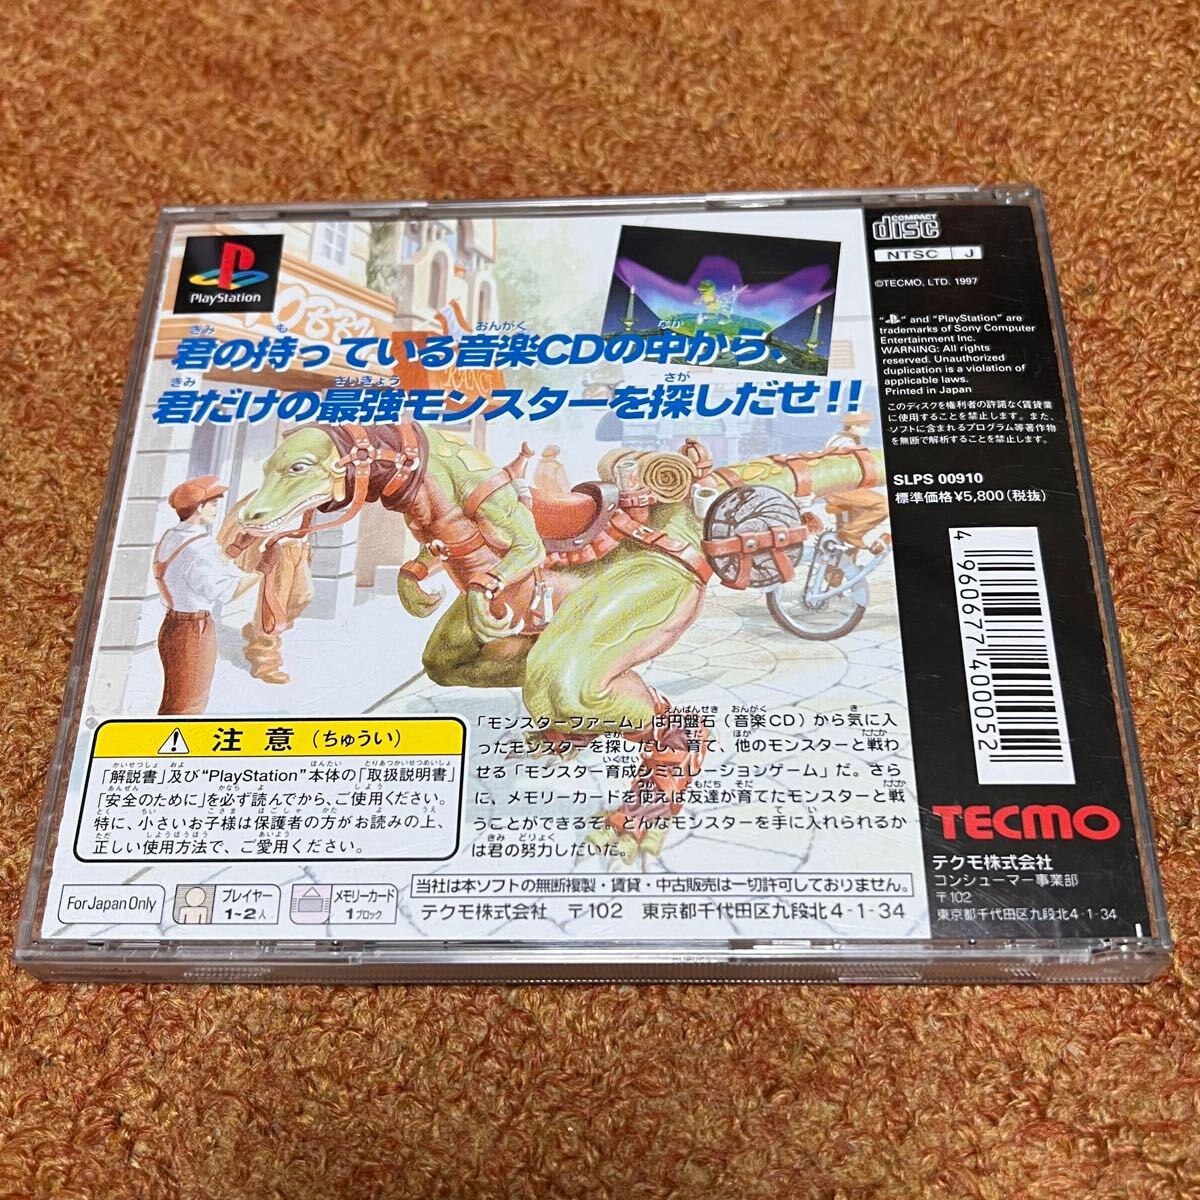 PlayStation
君の持っている音楽CDの中から、
君だけの最強モンスターを探しだせ!!
注意（ちゅうい）
「解説書」及び"PlayStation"本体の「取扱説明書」
「安全のために」を必ず読んでから、ご使用ください。
特に、小さいお子様は保護者の方がお読みの上、
正しい使用方法で、ご愛用ください。
「モンスターファーム」は円盤石（音楽CD）から気に入
ったモンスターを探しだし、育て、他のモンスターと戦わ
せる「モンスター育成シミュレーションゲーム」だ。さら
に、メモリーカードを使えば友達が育てたモンスターと戦
うことができるぞ。どんなモンスターを手に入れられるか
は君の努力しだいだ。
For Japan Only
プレイヤー
1-2人
メモリーカード
1ブロック
当社は本ソフトの無断複製・賃貸・中古販売は一切許可しておりません。
テクモ株式会社 〒102 東京都千代田区九段北4-1-34
COMPACT
disc
NTSC J
©TECMO, LTD. 1997
" " and "PlayStation" are
trademarks of Sony Computer
Entertainment Inc.
WARNING: All rights
reserved. Unauthorized
duplication is a violation of
applicable laws.
Printed in Japan
このディスクを権利者の許諾なく賃貸業
に使用することを禁止します。また、
ソフトに含まれるプログラム等著作物
を無断で解析することを禁止します。
SLPS 00910
標準価格¥5,800(税抜)
4 960677 400052
TECMO
テクモ株式会社
コンシューマー事業部
〒102
東京都千代田区九段北4-1-34